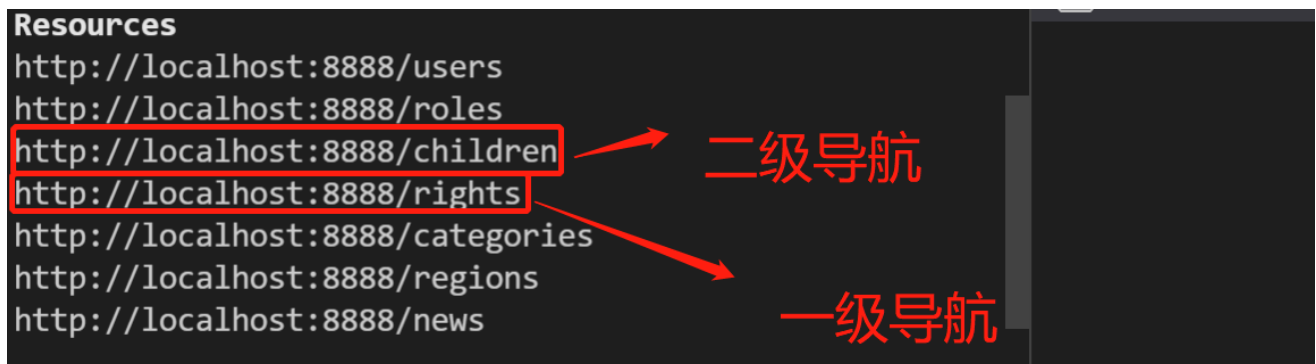 Resources
http://localhost:8888/users
http://localhost:8888/roles
http://localhost:8888/children
二级导航
http://localhost:8888/rights
http://localhost:8888/categories
http://localhost:8888/regions
http://localhost:8888/news
一级导航